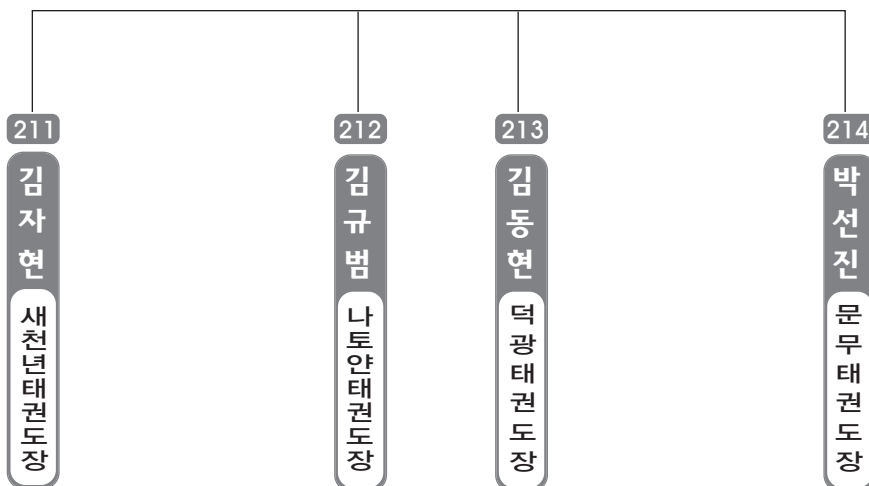 211
김자현
새천년태권도장
212
김규범
나토얀태권도장
213
김동현
덕광태권도장
214
박선진
문무태권도장